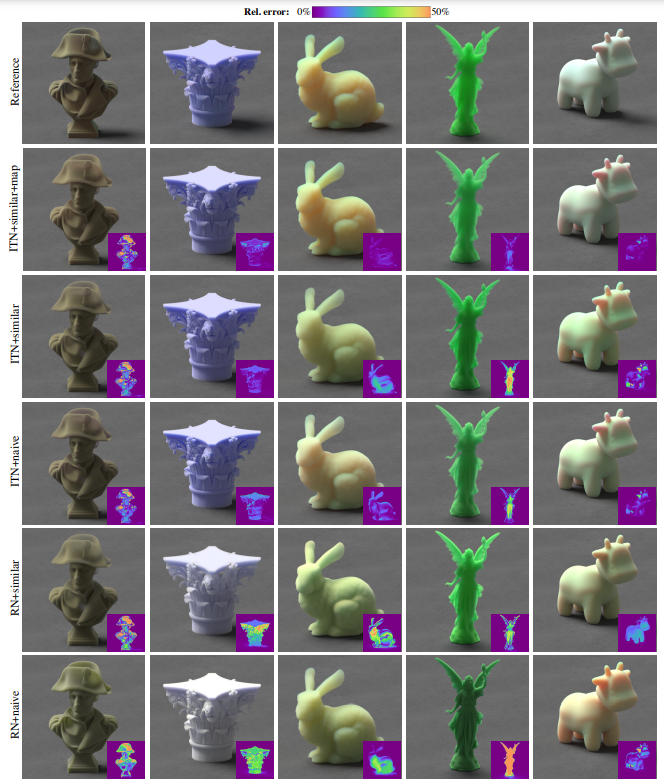 Rel. error: 0% 50%
Reference
ITN+similar+map
ITN+similar
ITN+naive
RN+similar
RN+naive